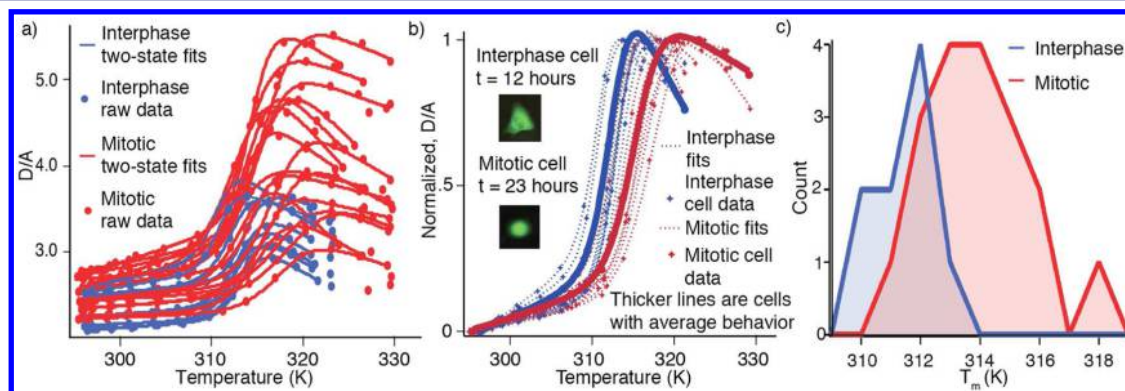 a)
Interphase
two-state fits
Interphase
raw data
Mitotic
two-state fits
Mitotic
raw data
D/A
5.0
4.0
3.0
300
310
320
330
Temperature (K)
b)
Interphase cell
t = 12 hours
Mitotic cell
t = 23 hours
Interphase
fits
Interphase
cell data
Mitotic fits
Mitotic cell
data
Thicker lines are cells
with average behavior
Normalized, D/A
1
.5
0
300
310
320
330
Temperature (K)
c)
Interphase
Mitotic
Count
4
3
2
1
0
310
312
314
316
318
Tm (K)